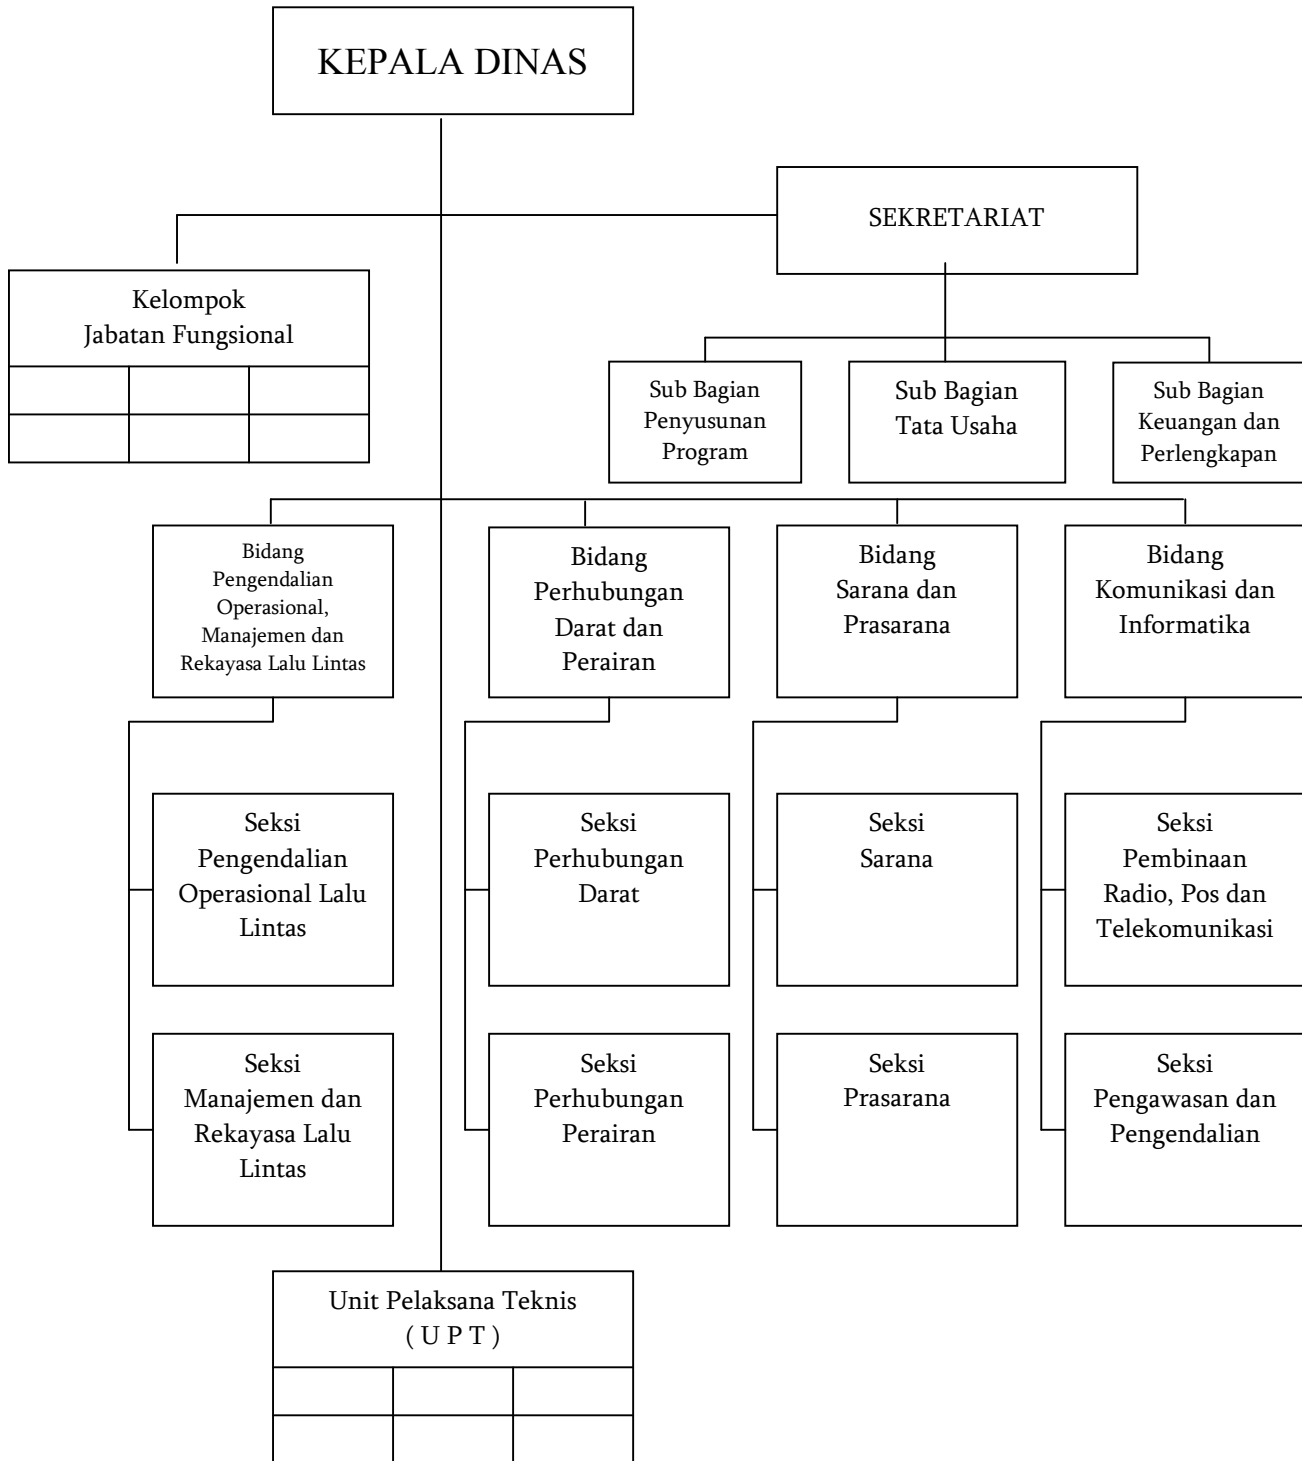 KEPALA DINAS
SEKRETARIAT
Kelompok
Jabatan Fungsional
Sub Bagian
Penyusunan
Program
Sub Bagian
Tata Usaha
Sub Bagian
Keuangan dan
Perlengkapan
Bidang
Pengendalian
Operasional,
Manajemen dan
Rekayasa Lalu Lintas
Bidang
Perhubungan
Darat dan
Perairan
Bidang
Sarana dan
Prasarana
Bidang
Komunikasi dan
Informatika
Seksi
Pengendalian
Operasional Lalu
Lintas
Seksi
Perhubungan
Darat
Seksi
Sarana
Seksi
Pembinaan
Radio, Pos dan
Telekomunikasi
Seksi
Manajemen dan
Rekayasa Lalu
Lintas
Seksi
Perhubungan
Perairan
Seksi
Prasarana
Seksi
Pengawasan dan
Pengendalian
Unit Pelaksana Teknis
( U P T )